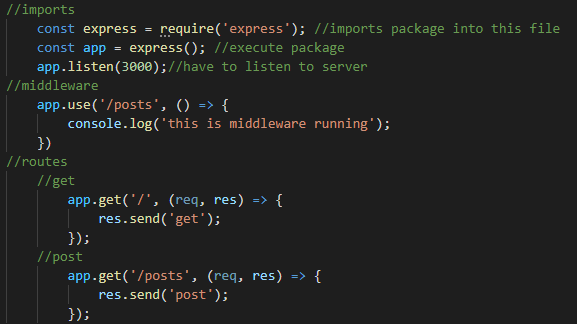 //imports
const express = require('express'); //imports package into this file
const app = express(); //execute package
app.listen(3000);//have to listen to server
//middleware
app.use('/posts', () => {
console.log('this is middleware running');
})
//routes
//get
app.get('/', (req, res) => {
res.send('get');
});
//post
app.get('/posts', (req, res) => {
res.send('post');
});